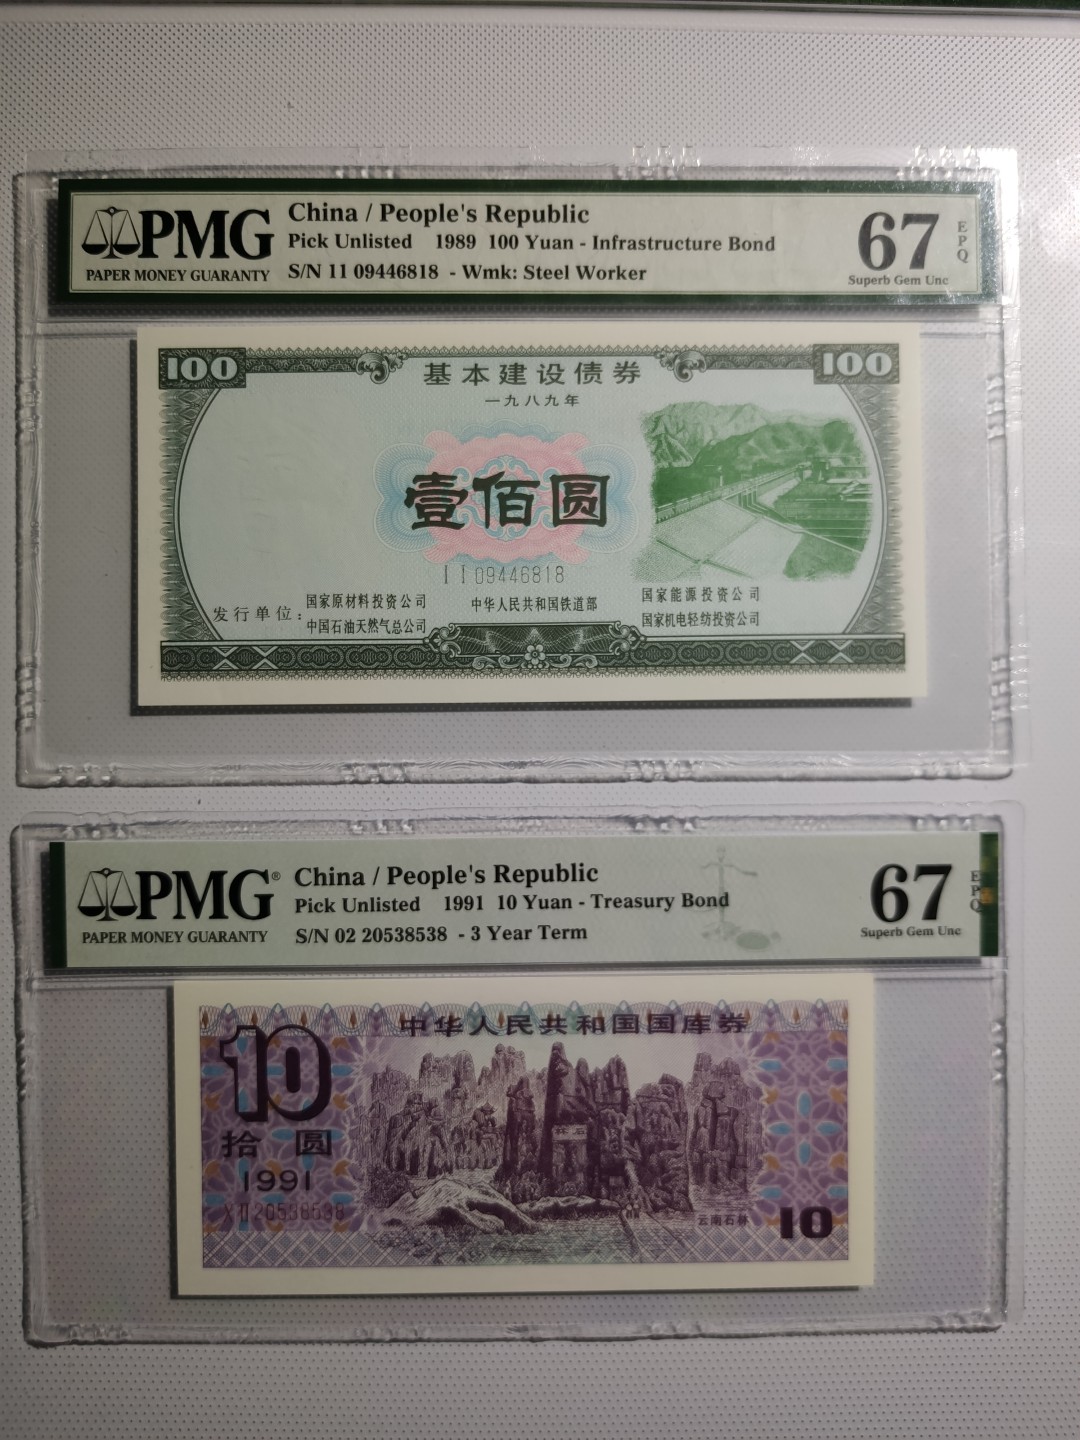 PMG
PAPER MONEY GUARANTY
China / People's Republic
Pick Unlisted 1989 100 Yuan - Infrastructure Bond
S/N 11 09446818 - Wmk: Steel Worker
67
EPQ
Superb Gem Unc
100
100
基本建设债券
一九八九年
壹佰圆
II 09446818
发行单位：
国家原材料投资公司
中国石油天然气总公司
中华人民共和国铁道部
国家能源投资公司
国家机电轻纺投资公司
PMG®
PAPER MONEY GUARANTY
China / People's Republic
Pick Unlisted 1991 10 Yuan - Treasury Bond
S/N 02 20538538 - 3 Year Term
67
EPQ
Superb Gem Unc
中华人民共和国国库券
10
拾圆
1991
20538538
石林
云南石林
10